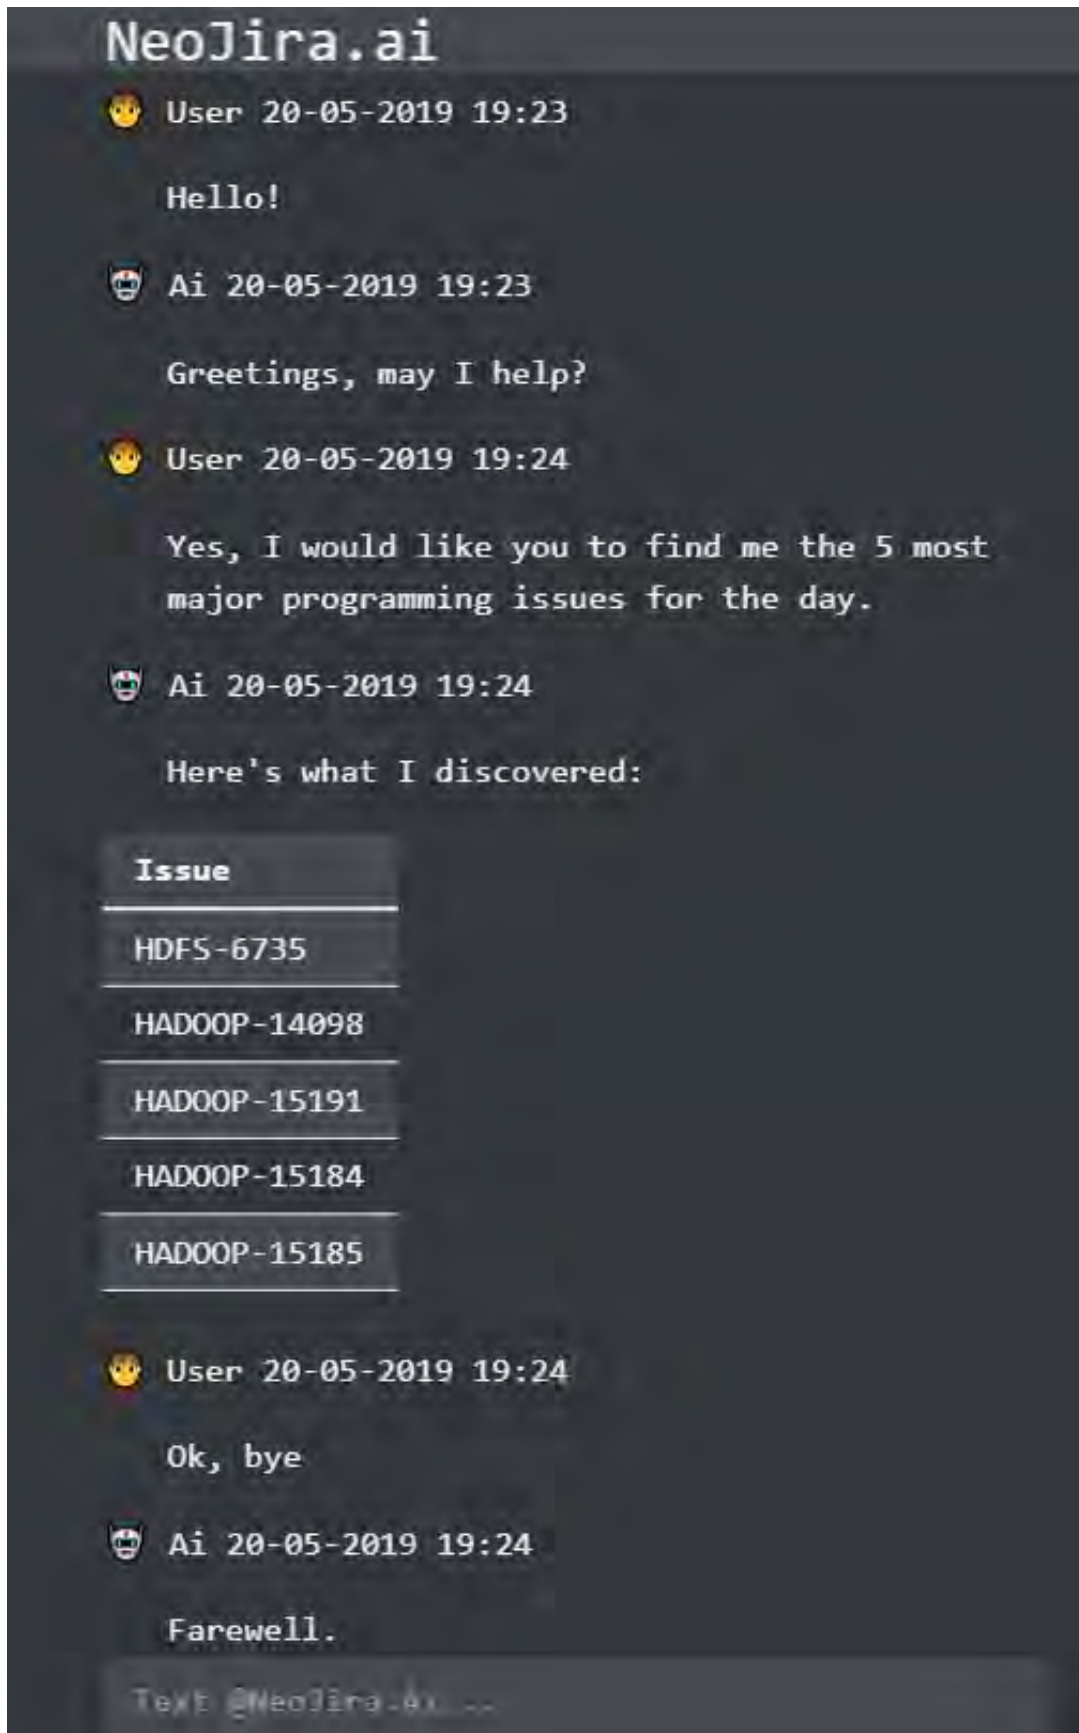 NeoJira.ai
User 20-05-2019 19:23
Hello!
Ai 20-05-2019 19:23
Greetings, may I help?
User 20-05-2019 19:24
Yes, I would like you to find me the 5 most
major programming issues for the day.
Ai 20-05-2019 19:24
Here's what I discovered:
Issue
HDFS-6735
HADOOP-14098
HADOOP-15191
HADOOP-15184
HADOOP-15185
User 20-05-2019 19:24
Ok, bye
Ai 20-05-2019 19:24
Farewell.
Text @NeoJira.Ai...